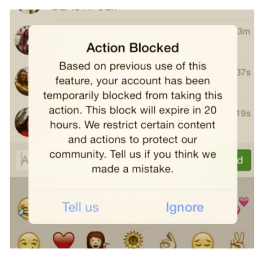 3m
Action Blocked
Based on previous use of this
feature, your account has been
37s
temporarily blocked from taking this
action. This block will expire in 20
hours. We restrict certain content
19s
and actions to protect our
community. Tell us if you think we
made a mistake.
Tell us
Ignore